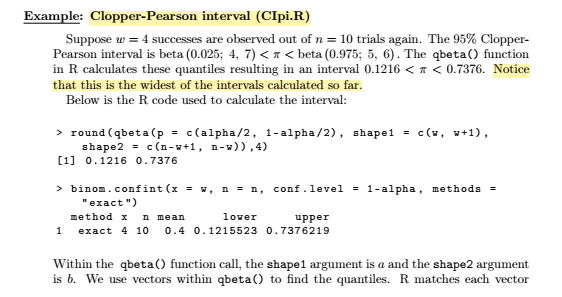 Example: Clopper-Pearson interval (CIpi.R)
Suppose w = 4 successes are observed out of n = 10 trials again. The 95% Clopper-
Pearson interval is beta (0.025; 4, 7) < π < beta (0.975; 5, 6). The qbeta() function
in R calculates these quantiles resulting in an interval 0.1216 < π < 0.7376. Notice
that this is the widest of the intervals calculated so far.
Below is the R code used to calculate the interval:
> round(qbeta(p = c(alpha/2, 1-alpha/2), shape1 = c(w, w+1),
shape2 = c(n-w+1, n-w)),4)
[1] 0.1216 0.7376
> binom.confint(x = w, n = n, conf.level = 1-alpha, methods =
"exact")
method x n mean lower upper
1 exact 4 10 0.4 0.1215523 0.7376219
Within the qbeta() function call, the shape1 argument is a and the shape2 argument
is b. We use vectors within qbeta() to find the quantiles. R matches each vector